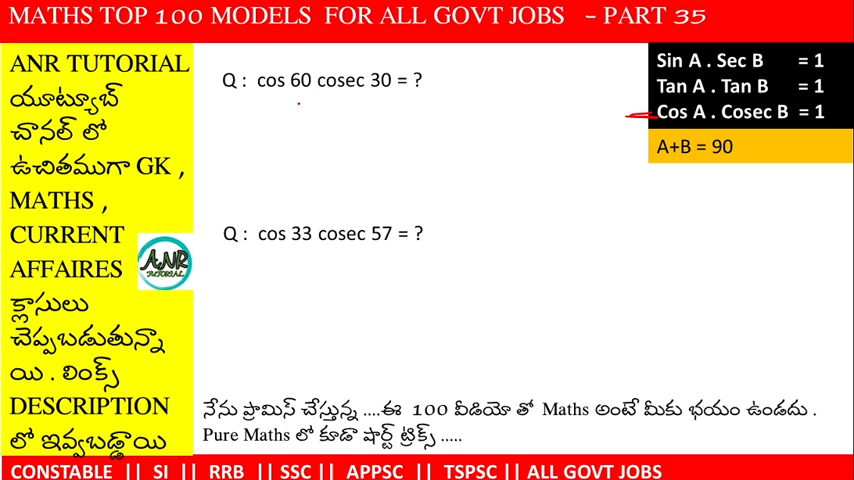 MATHS TOP 100 MODELS FOR ALL GOVT JOBS - PART 35
ANR TUTORIAL
యూట్యూబ్
చానల్ లో
ఉచితముగా GK ,
MATHS ,
CURRENT
AFFAIRES
క్లాసులు
చెప్పబడుతున్నా
యి . లింక్స్
DESCRIPTION
లో ఇవ్వబడ్డాయి
ANR
TUTORIAL
Q : cos 60 cosec 30 = ?
Q : cos 33 cosec 57 = ?
Sin A . Sec B = 1
Tan A . Tan B = 1
Cos A . Cosec B = 1
A+B = 90
నేను ప్రామిస్ చేస్తున్న ....ఈ 100 వీడియో తో Maths అంటే మీకు భయం ఉండదు .
Pure Maths లో కూడా షార్ట్ ట్రిక్స్ .....
CONSTABLE || SI || RRB || SSC || APPSC || TSPSC || ALL GOVT JOBS